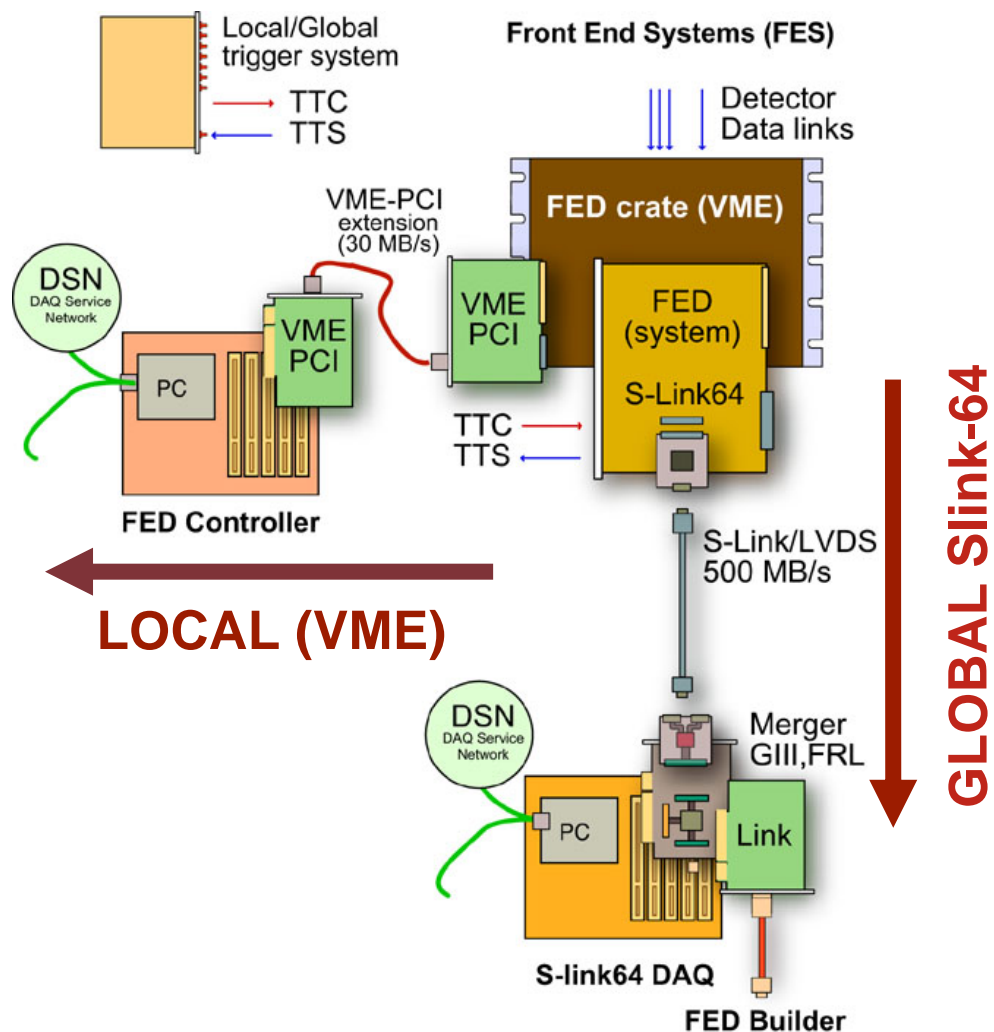 Local/Global
trigger system
TTC
TTS
Front End Systems (FES)
Detector
Data links
VME-PCI
extension
(30 MB/s)
FED crate (VME)
DSN
DAQ Service
Network
PC
VME
PCI
VME
PCI
FED
(system)
S-Link64
TTC
TTS
FED Controller
S-Link/LVDS
500 MB/s
LOCAL (VME)
GLOBAL Slink-64
DSN
DAQ Service
Network
PC
Merger
GIII,FRL
Link
S-link64 DAQ
FED Builder